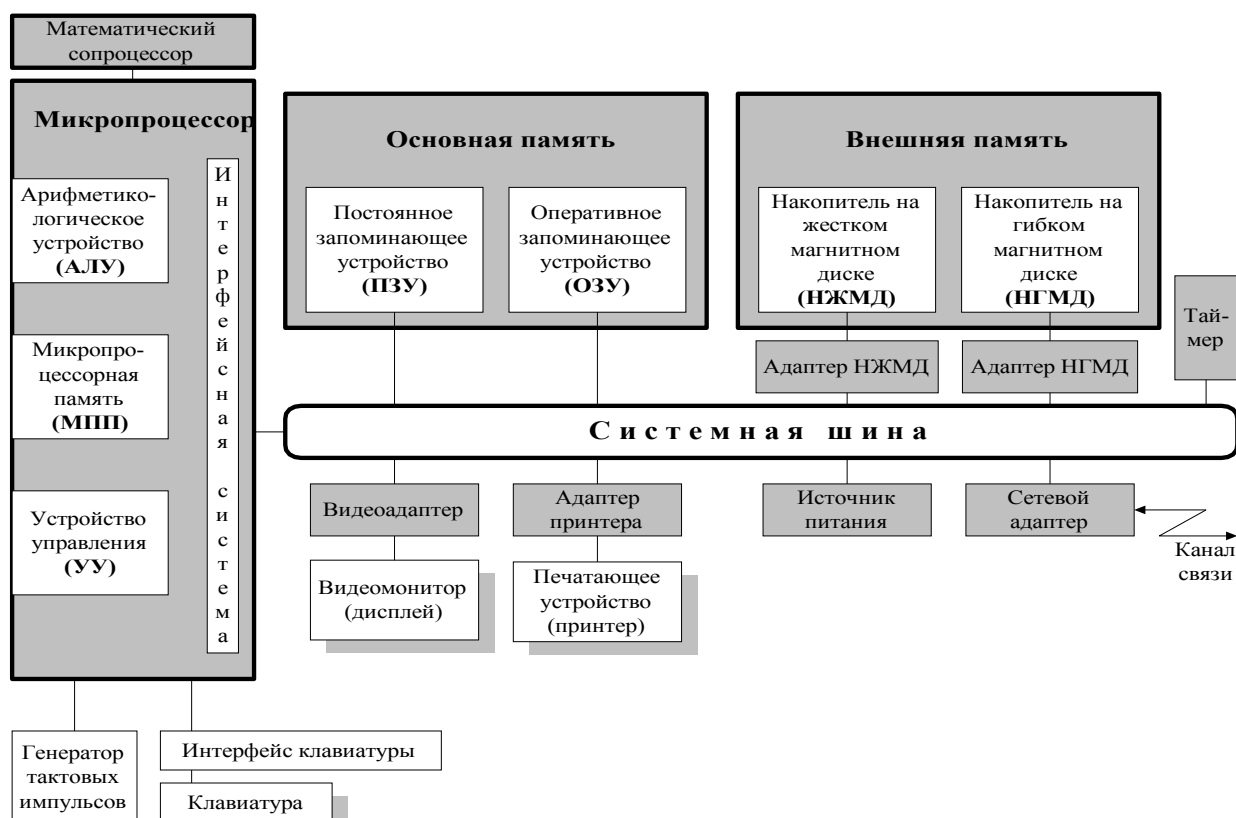 Математический
сопроцессор
Микропроцессор
Арифметико-
логическое
устройство
(АЛУ)
Микропро-
цессорная
память
(МПП)
Устройство
управления
(УУ)
Интерфейсная система
Основная память
Постоянное
запоминающее
устройство
(ПЗУ)
Оперативное
запоминающее
устройство
(ОЗУ)
Внешняя память
Накопитель на
жестком
магнитном
диске
(НЖМД)
Накопитель на
гибком
магнитном
диске
(НГМД)
Тай-
мер
Адаптер НЖМД
Адаптер НГМД
Системная шина
Видеоадаптер
Адаптер
принтера
Источник
питания
Сетевой
адаптер
Канал
связи
Видеомонитор
(дисплей)
Печатающее
устройство
(принтер)
Генератор
тактовых
импульсов
Интерфейс клавиатуры
Клавиатура